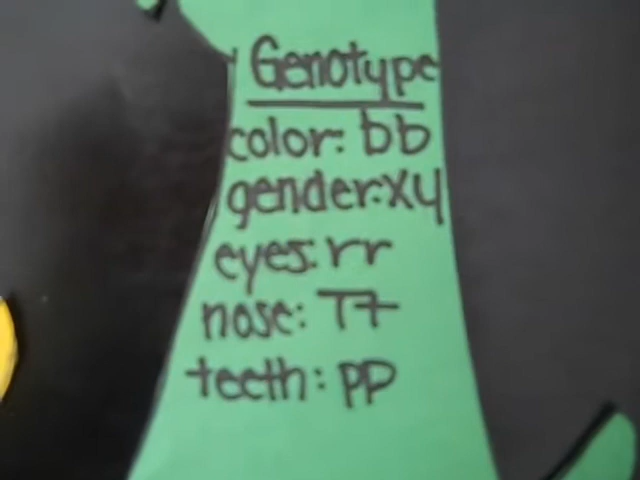 Genotype
color: bb
gender: Xy
eyes: rr
nose: Tt
teeth: pp